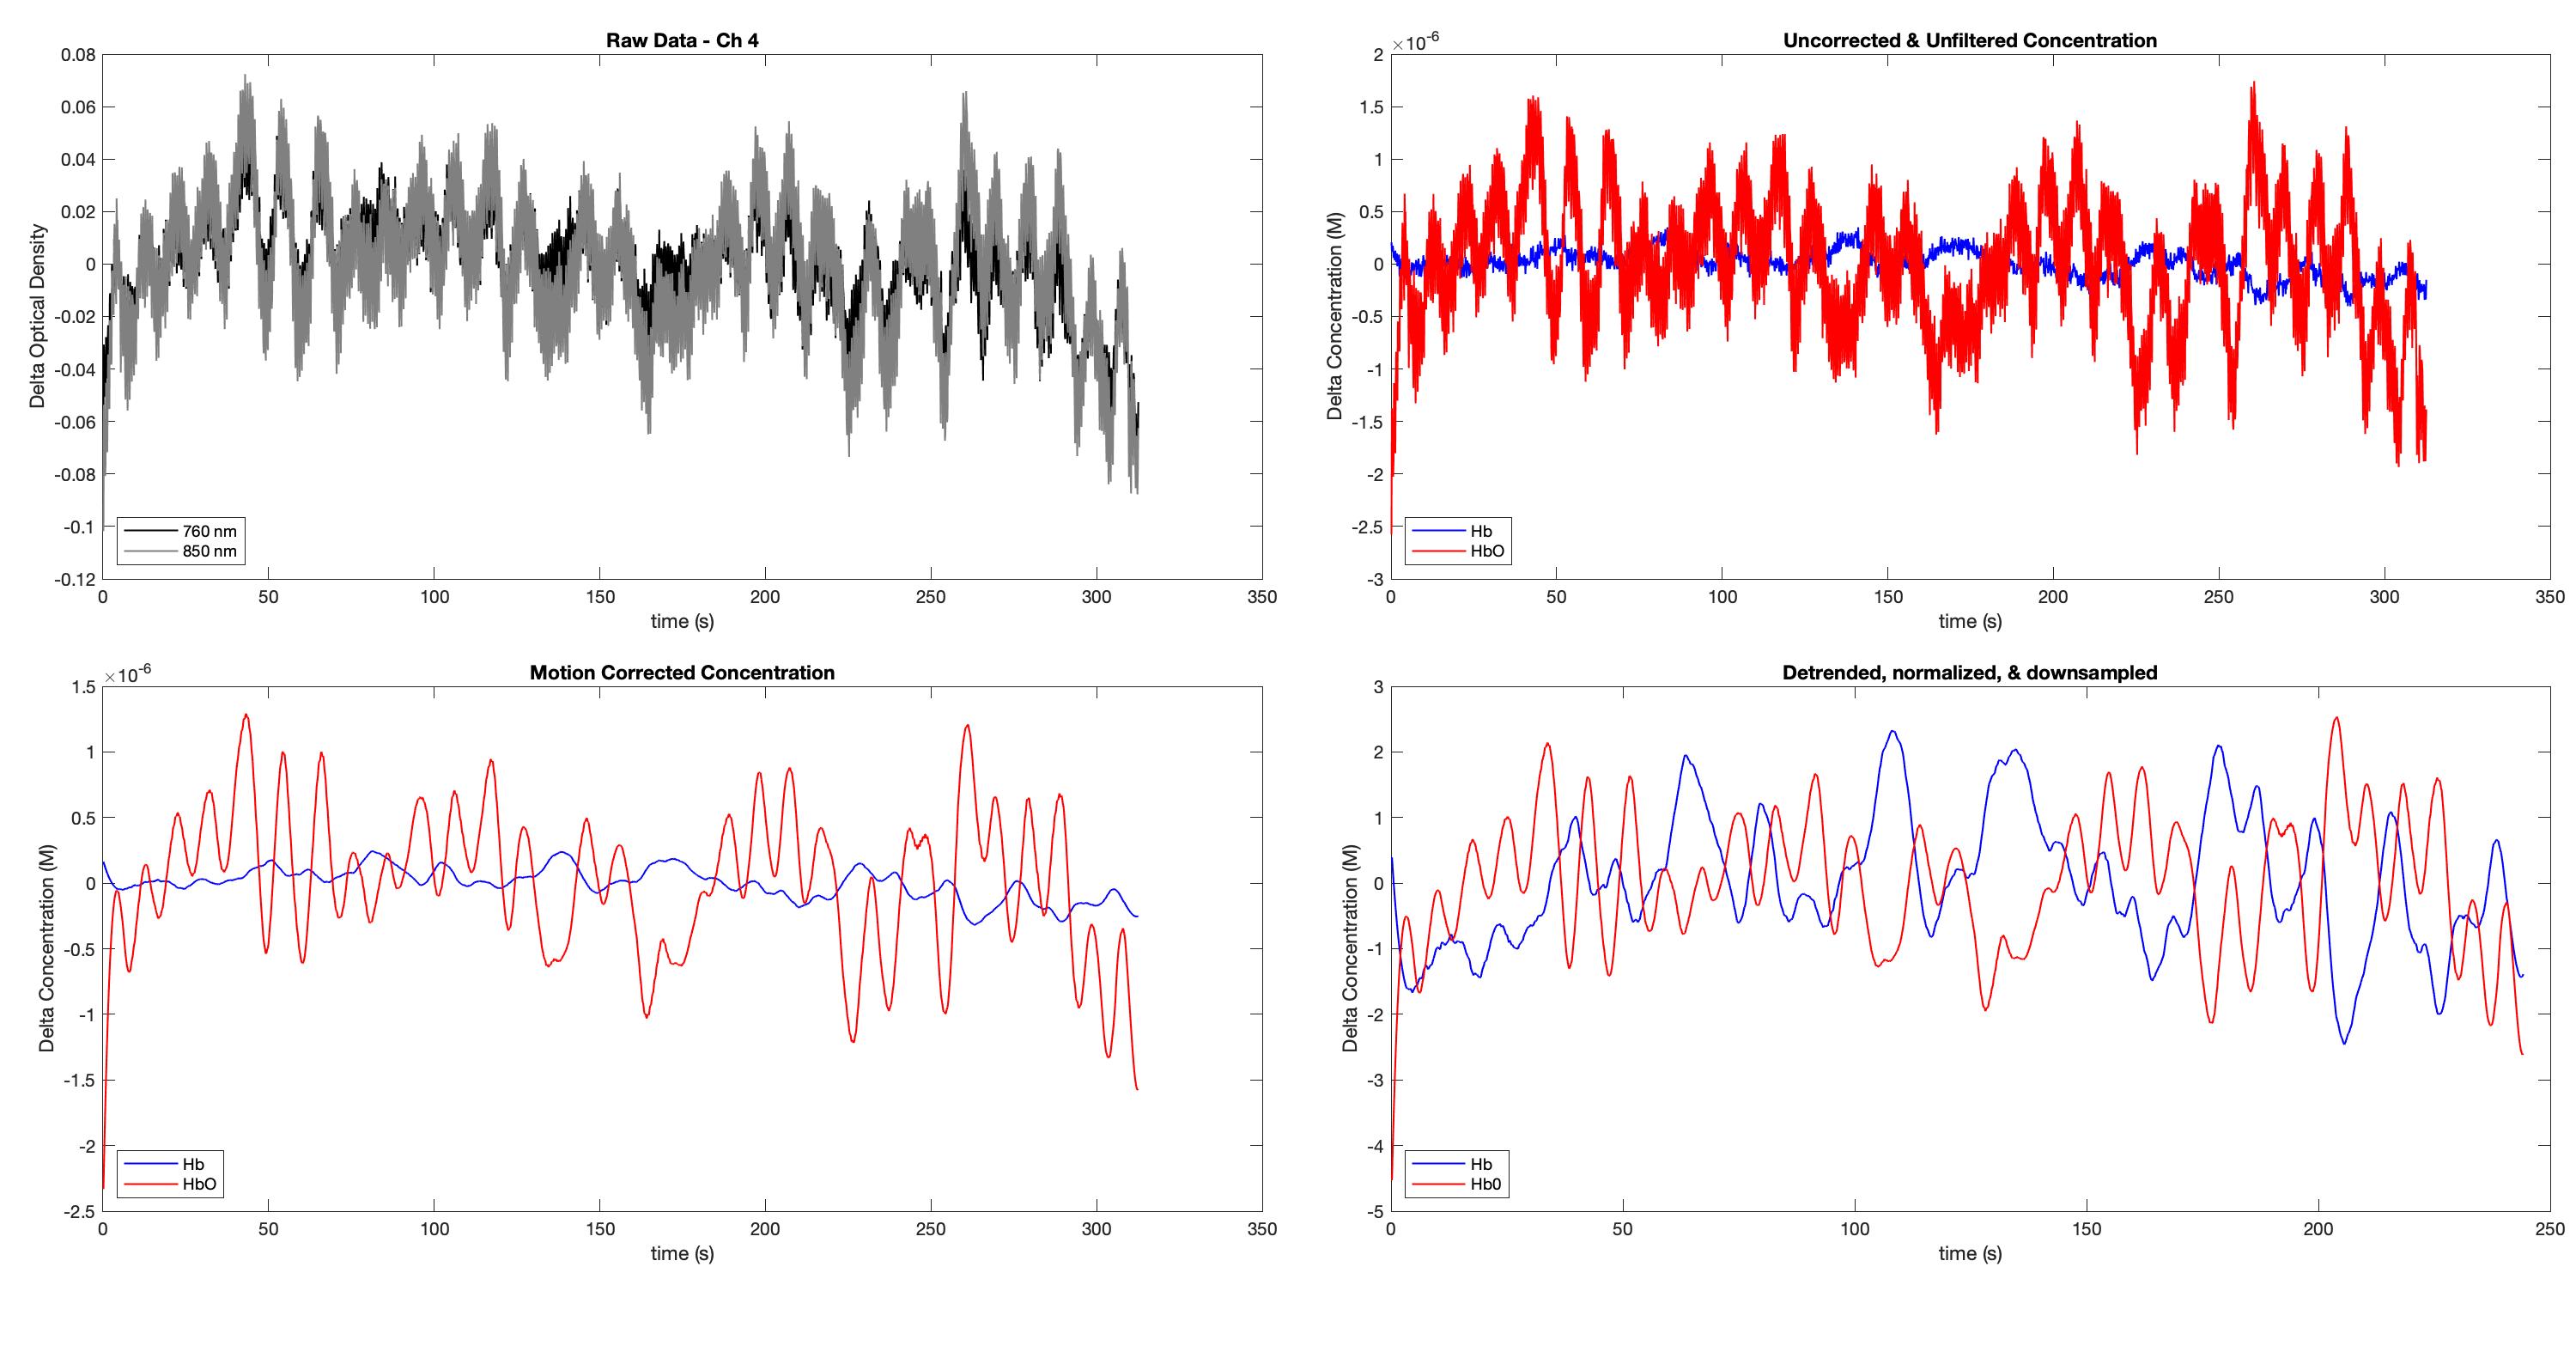 Raw Data - Ch 4
0.08
0.06
0.04
0.02
0
-0.02
-0.04
-0.06
-0.08
-0.1
-0.12
Delta Optical Density
760 nm
850 nm
0 50 100 150 200 250 300 350
time (s)
Uncorrected & Unfiltered Concentration
×10-6
2
1.5
1
0.5
0
-0.5
-1
-1.5
-2
-2.5
-3
Delta Concentration (M)
Hb
HbO
0 50 100 150 200 250 300 350
time (s)
Motion Corrected Concentration
×10-6
1.5
1
0.5
0
-0.5
-1
-1.5
-2
-2.5
Delta Concentration (M)
Hb
HbO
0 50 100 150 200 250 300 350
time (s)
Detrended, normalized, & downsampled
3
2
1
0
-1
-2
-3
-4
-5
Delta Concentration (M)
Hb
Hb0
0 50 100 150 200 250
time (s)